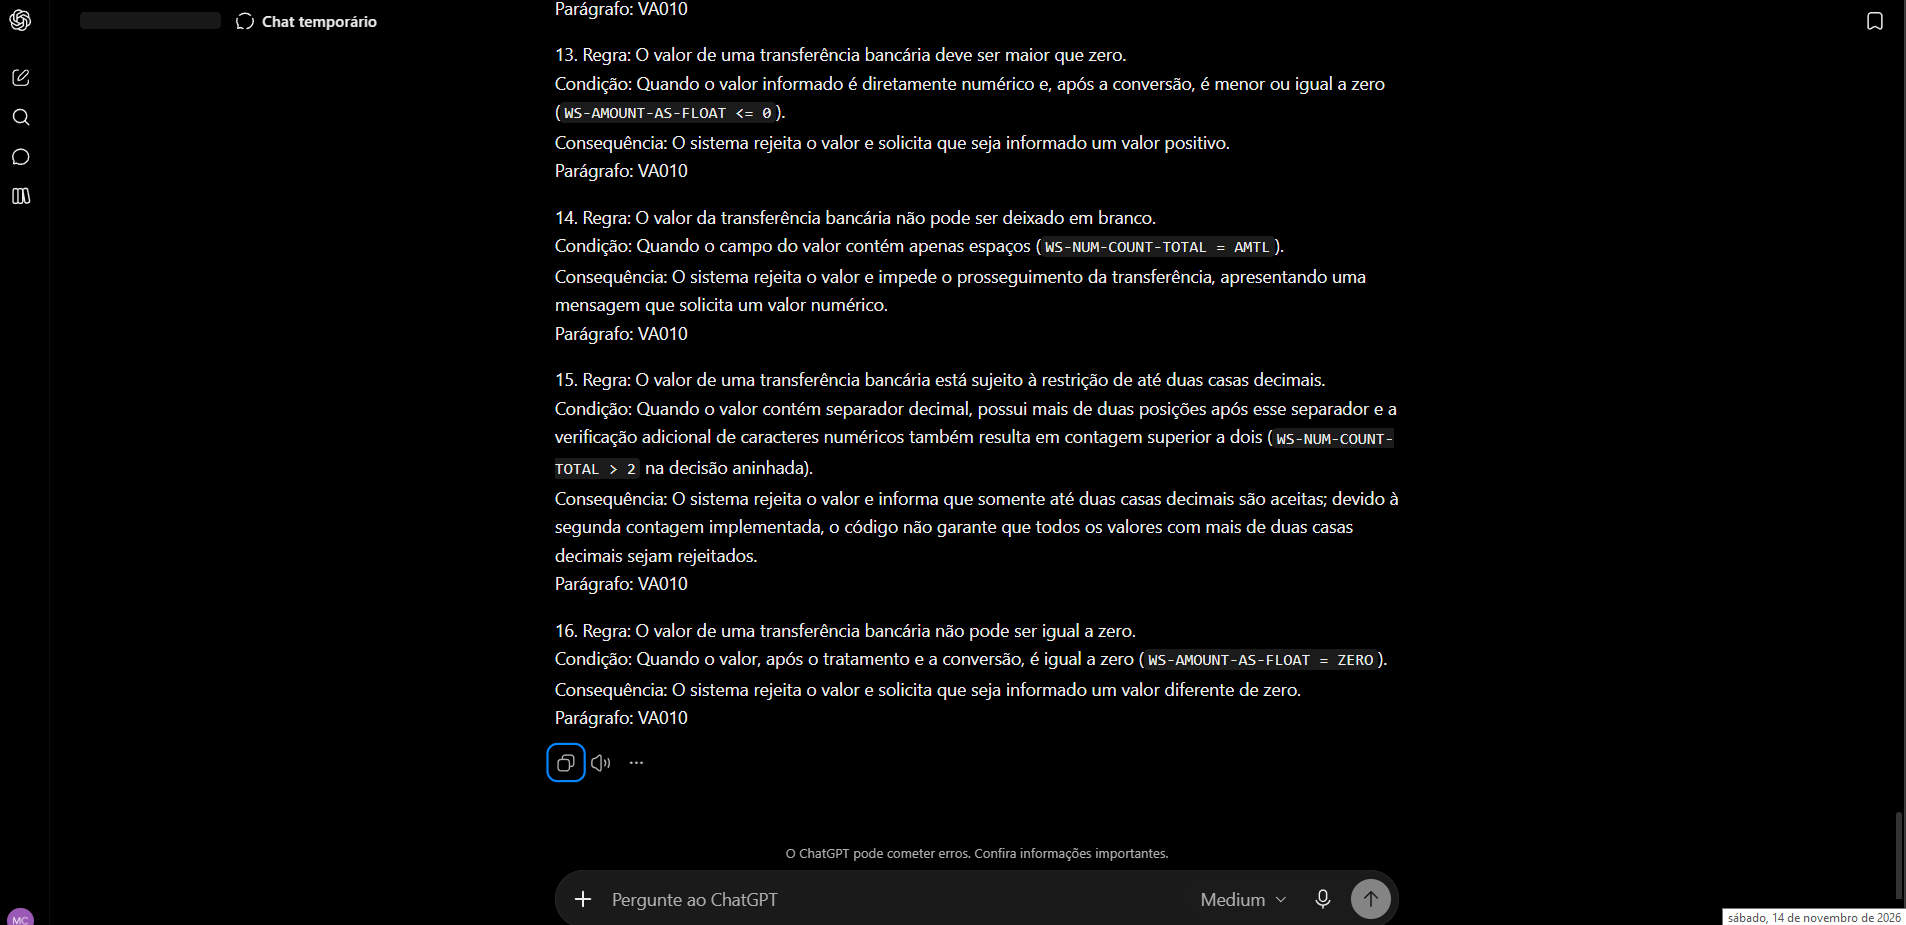 Chat temporário
Parágrafo: VA010
13. Regra: O valor de uma transferência bancária deve ser maior que zero.
Condição: Quando o valor informado é diretamente numérico e, após a conversão, é menor ou igual a zero
(WS-AMOUNT-AS-FLOAT <= 0).
Consequência: O sistema rejeita o valor e solicita que seja informado um valor positivo.
Parágrafo: VA010
14. Regra: O valor da transferência bancária não pode ser deixado em branco.
Condição: Quando o campo do valor contém apenas espaços (WS-NUM-COUNT-TOTAL = AMTL).
Consequência: O sistema rejeita o valor e impede o prosseguimento da transferência, apresentando uma
mensagem que solicita um valor numérico.
Parágrafo: VA010
15. Regra: O valor de uma transferência bancária está sujeito à restrição de até duas casas decimais.
Condição: Quando o valor contém separador decimal, possui mais de duas posições após esse separador e a
verificação adicional de caracteres numéricos também resulta em contagem superior a dois (WS-NUM-COUNT-
TOTAL > 2 na decisão aninhada).
Consequência: O sistema rejeita o valor e informa que somente até duas casas decimais são aceitas; devido à
segunda contagem implementada, o código não garante que todos os valores com mais de duas casas
decimais sejam rejeitados.
Parágrafo: VA010
16. Regra: O valor de uma transferência bancária não pode ser igual a zero.
Condição: Quando o valor, após o tratamento e a conversão, é igual a zero (WS-AMOUNT-AS-FLOAT = ZERO).
Consequência: O sistema rejeita o valor e solicita que seja informado um valor diferente de zero.
Parágrafo: VA010
O ChatGPT pode cometer erros. Confira informações importantes.
Pergunte ao ChatGPT
Medium
MC
sábado, 14 de novembro de 2026